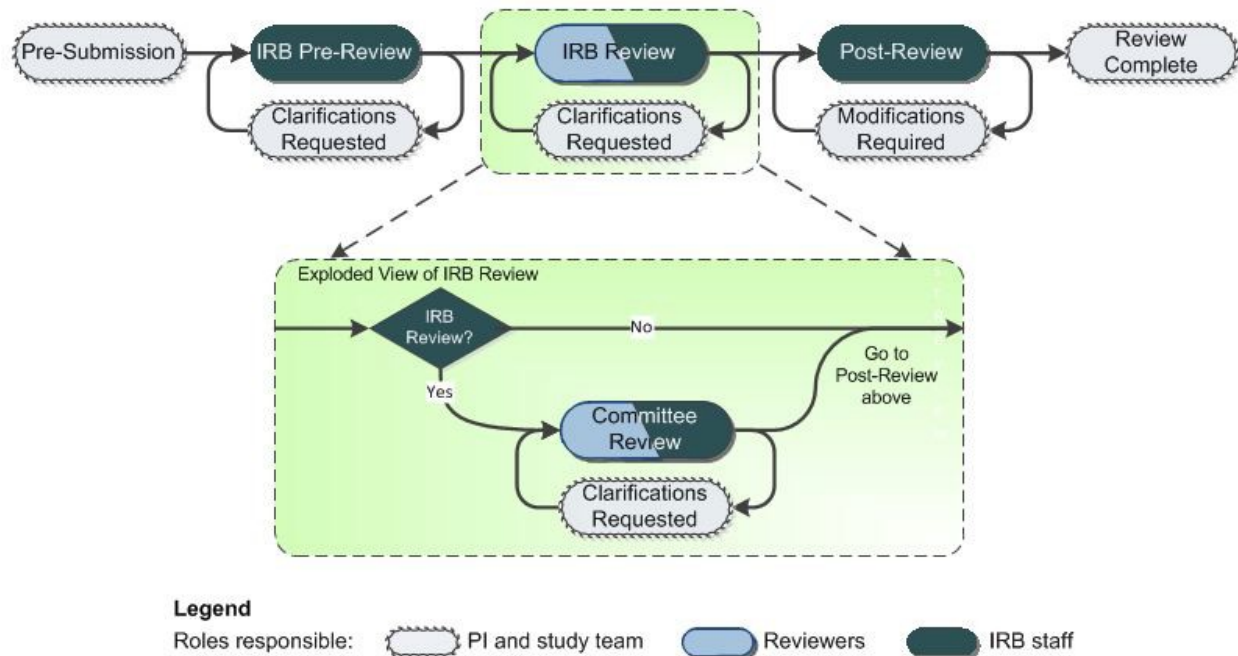 Pre-Submission
IRB Pre-Review
IRB Review
Post-Review
Review
Complete
Clarifications
Requested
Clarifications
Requested
Modifications
Required
Exploded View of IRB Review
IRB
Review?
No
Go to
Post-Review
above
Yes
Committee
Review
Clarifications
Requested
Legend
Roles responsible: PI and study team Reviewers IRB staff